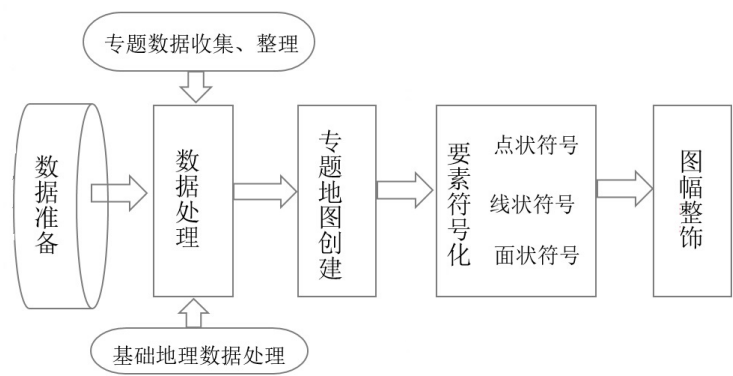 专题数据收集、整理
数据准备
数据处理
专题地图创建
要素符号化
点状符号
线状符号
面状符号
图幅整饰
基础地理数据处理